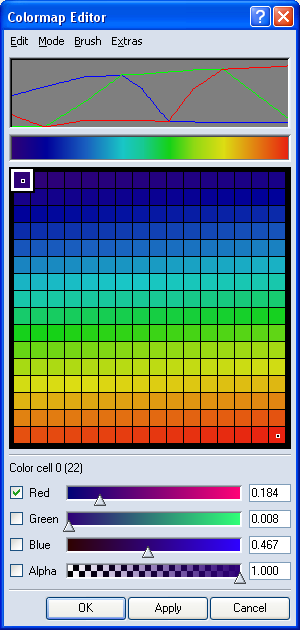 Colormap Editor
Edit Mode Brush Extras
Color cell 0 (22)
Red 0.184
Green 0.008
Blue 0.467
Alpha 1.000
OK Apply Cancel